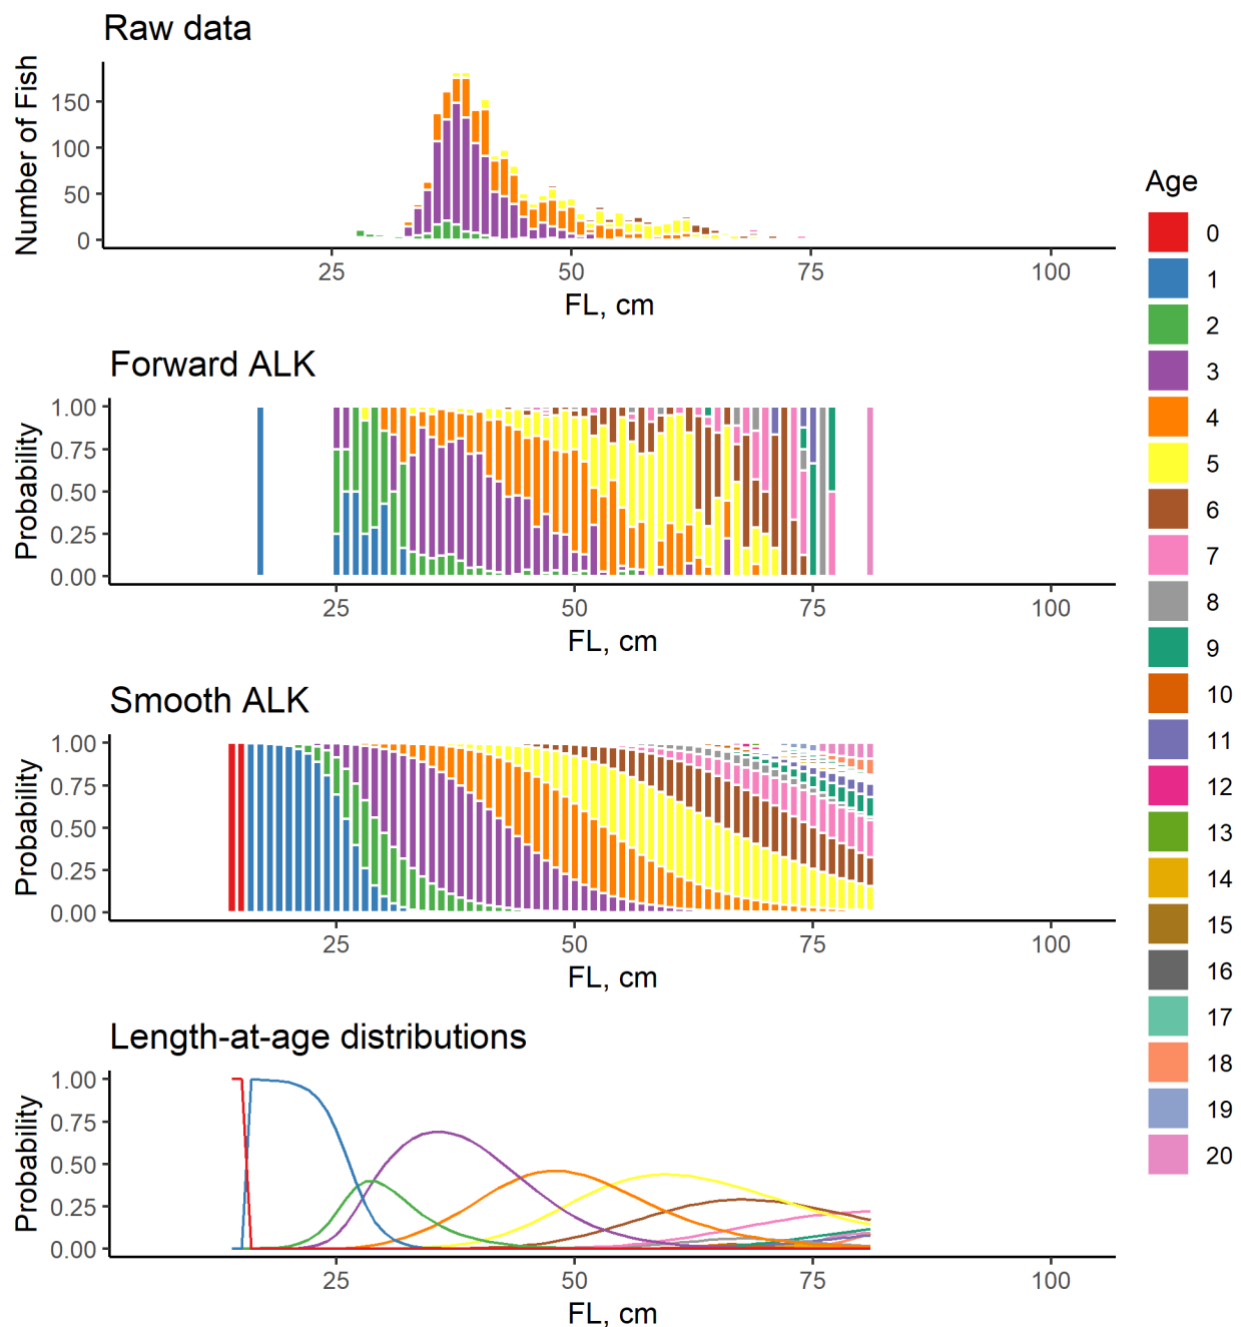 Raw data
Number of Fish
150
100
50
0
25 50 75 100
FL, cm
Forward ALK
Probability
1.00
0.75
0.50
0.25
0.00
25 50 75 100
FL, cm
Smooth ALK
Probability
1.00
0.75
0.50
0.25
0.00
25 50 75 100
FL, cm
Length-at-age distributions
Probability
1.00
0.75
0.50
0.25
0.00
25 50 75 100
FL, cm
Age
0
1
2
3
4
5
6
7
8
9
10
11
12
13
14
15
16
17
18
19
20